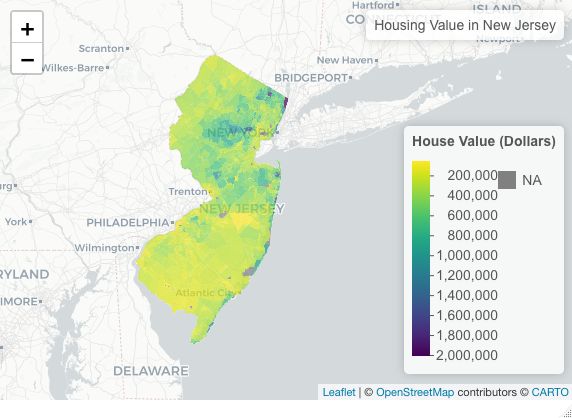 +
−
Hartford
ISLAND
CO
Housing Value in New Jersey
Newport
Scranton
New Haven
Wilkes-Barre
BRIDGEPORT
NEW YORK
House Value (Dollars)
200,000
NA
400,000
600,000
800,000
1,000,000
1,200,000
1,400,000
1,600,000
1,800,000
2,000,000
urg
Trenton
NEW JERSEY
York
PHILADELPHIA
Wilmington
RYLAND
Atlantic City
IMORE
DELAWARE
Leaflet | © OpenStreetMap contributors © CARTO